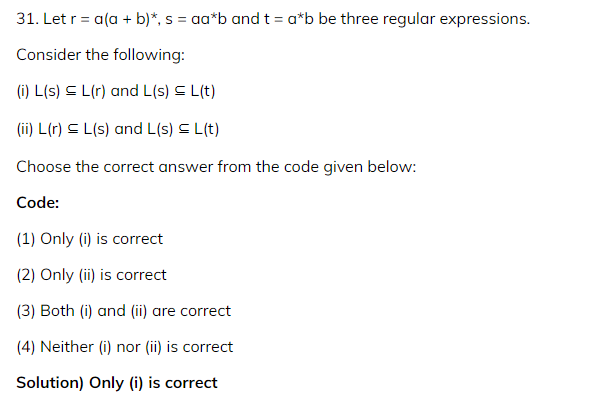 31. Let r = a(a + b)*, s = aa*b and t = a*b be three regular expressions.
Consider the following:
(i) L(s) ⊆ L(r) and L(s) ⊆ L(t)
(ii) L(r) ⊆ L(s) and L(s) ⊆ L(t)
Choose the correct answer from the code given below:
Code:
(1) Only (i) is correct
(2) Only (ii) is correct
(3) Both (i) and (ii) are correct
(4) Neither (i) nor (ii) is correct
Solution) Only (i) is correct